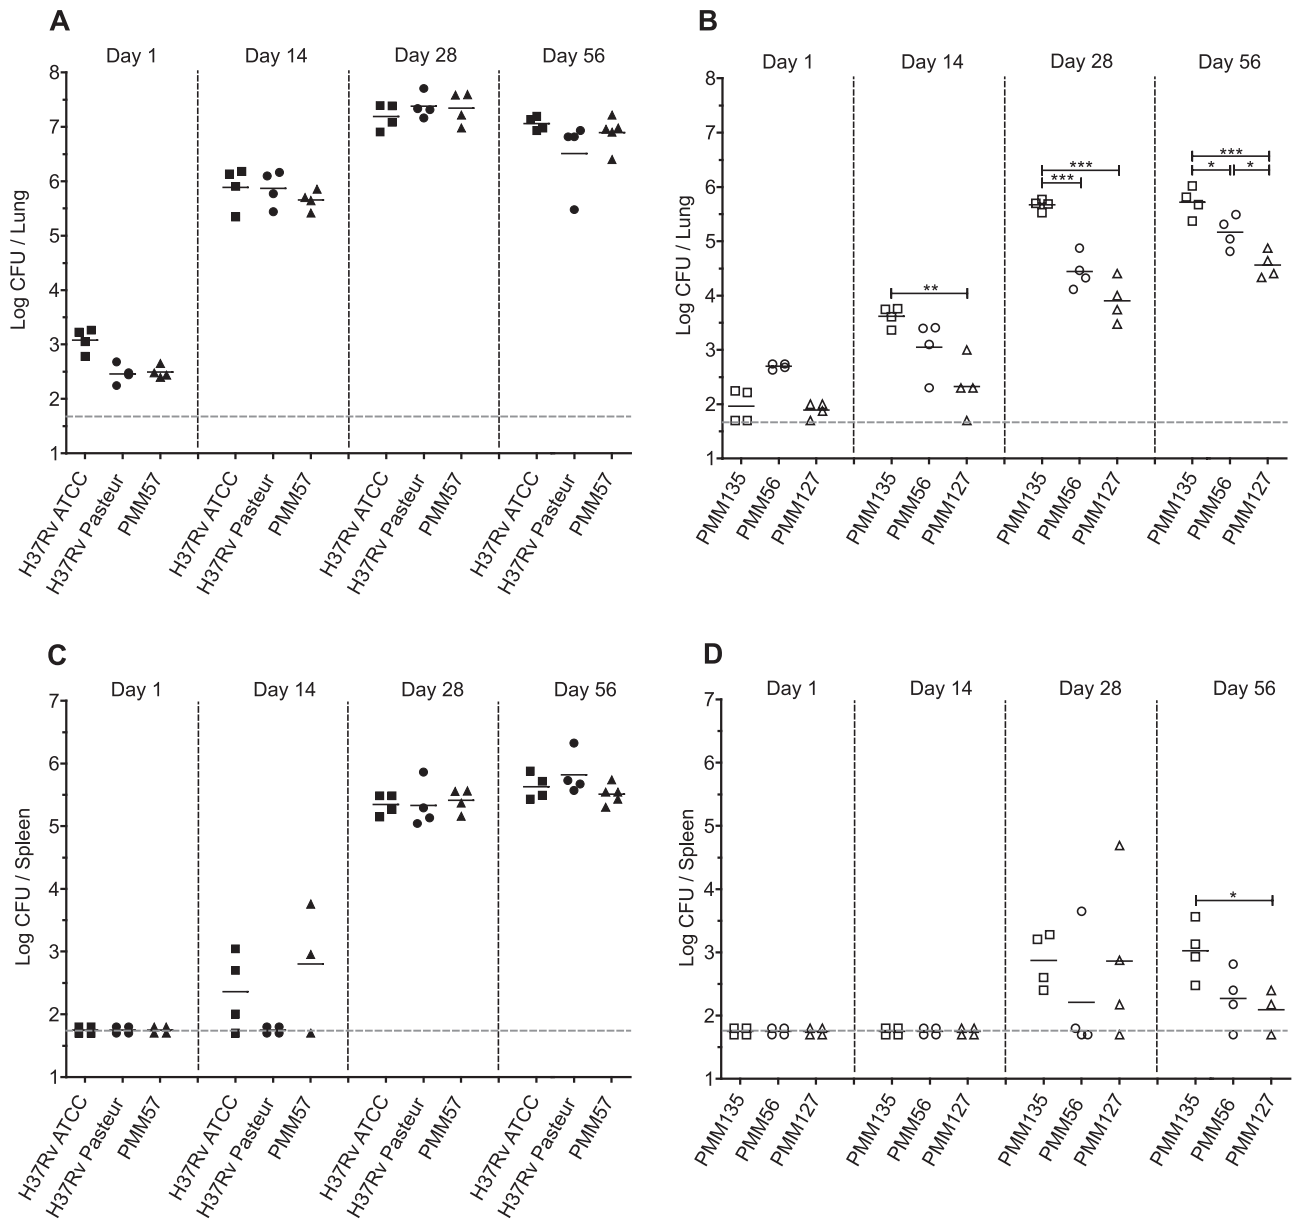 A
Day 1 Day 14 Day 28 Day 56
Log CFU / Lung
8
7
6
5
4
3
2
1
H37Rv ATCC H37Rv Pasteur PMM57 H37Rv ATCC H37Rv Pasteur PMM57 H37Rv ATCC H37Rv Pasteur PMM57 H37Rv ATCC H37Rv Pasteur PMM57
B
Day 1 Day 14 Day 28 Day 56
Log CFU / Lung
8
7
6
5
4
3
2
1
**
***
***
***
* *
PMM135 PMM56 PMM127 PMM135 PMM56 PMM127 PMM135 PMM56 PMM127 PMM135 PMM56 PMM127
C
Day 1 Day 14 Day 28 Day 56
Log CFU / Spleen
7
6
5
4
3
2
1
H37Rv ATCC H37Rv Pasteur PMM57 H37Rv ATCC H37Rv Pasteur PMM57 H37Rv ATCC H37Rv Pasteur PMM57 H37Rv ATCC H37Rv Pasteur PMM57
D
Day 1 Day 14 Day 28 Day 56
Log CFU / Spleen
7
6
5
4
3
2
1
*
PMM135 PMM56 PMM127 PMM135 PMM56 PMM127 PMM135 PMM56 PMM127 PMM135 PMM56 PMM127